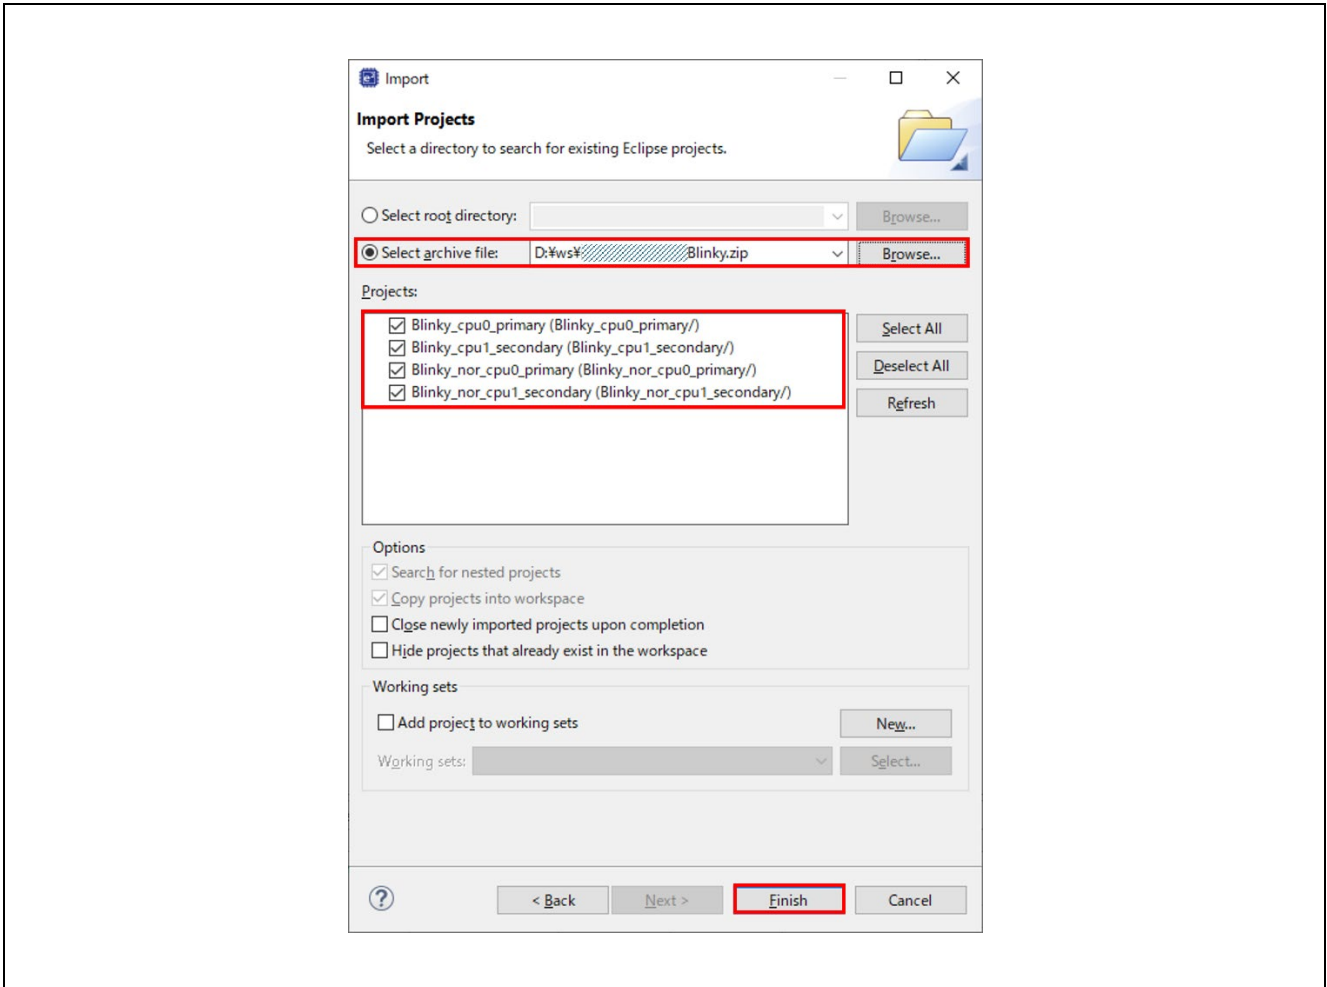 Import
Import Projects
Select a directory to search for existing Eclipse projects.
Select root directory:
Browse...
Select archive file: D:¥ws¥ Blinky.zip Browse...
Projects:
Blinky_cpu0_primary (Blinky_cpu0_primary/)
Blinky_cpu1_secondary (Blinky_cpu1_secondary/)
Blinky_nor_cpu0_primary (Blinky_nor_cpu0_primary/)
Blinky_nor_cpu1_secondary (Blinky_nor_cpu1_secondary/)
Select All
Deselect All
Refresh
Options
Search for nested projects
Copy projects into workspace
Close newly imported projects upon completion
Hide projects that already exist in the workspace
Working sets
Add project to working sets
New...
Working sets:
Select...
< Back Next > Finish Cancel